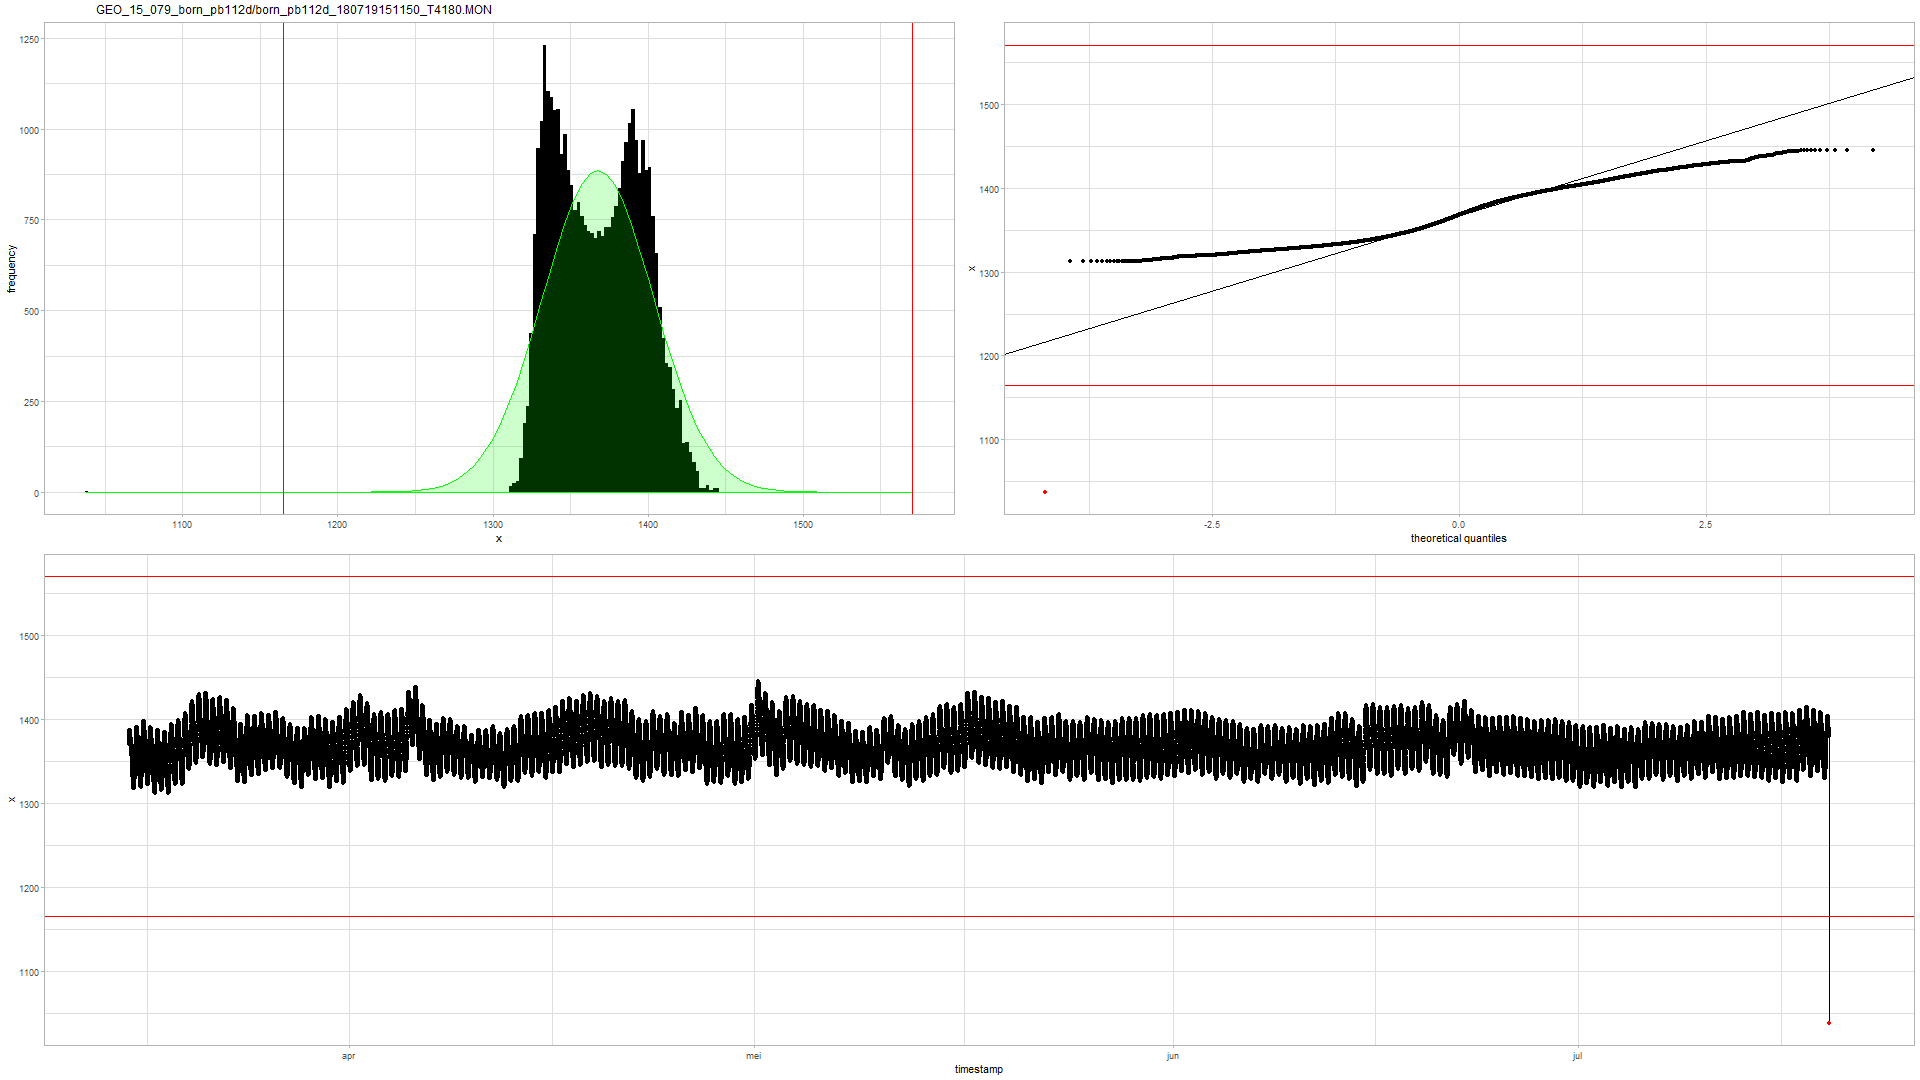 GEO_15_079_born_pb112d/born_pb112d_180719151150_T4180.MON
frequency
1250
1000
750
500
250
0
1100
1200
1300
1400
1500
x
x
1500
1400
1300
1200
1100
-2.5
0.0
2.5
theoretical quantiles
x
1500
1400
1300
1200
1100
apr
mei
jun
jul
timestamp